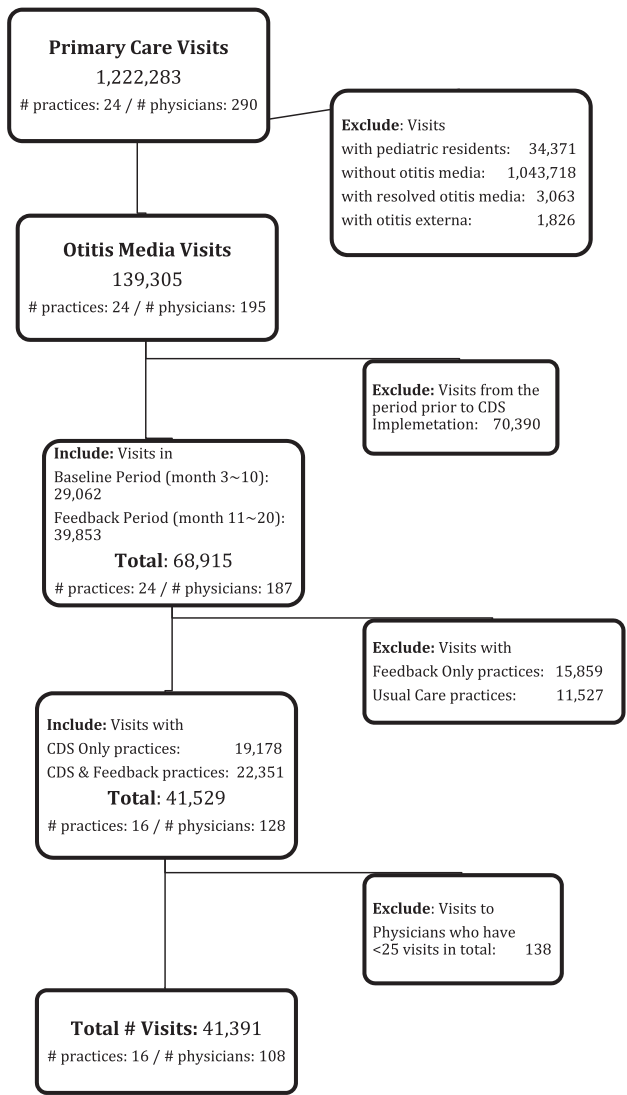 Primary Care Visits
1,222,283
# practices: 24 / # physicians: 290
Exclude: Visits
with pediatric residents: 34,371
without otitis media: 1,043,718
with resolved otitis media: 3,063
with otitis externa: 1,826
Otitis Media Visits
139,305
# practices: 24 / # physicians: 195
Exclude: Visits from the
period prior to CDS
Implemetation: 70,390
Include: Visits in
Baseline Period (month 3~10):
29,062
Feedback Period (month 11~20):
39,853
Total: 68,915
# practices: 24 / # physicians: 187
Exclude: Visits with
Feedback Only practices: 15,859
Usual Care practices: 11,527
Include: Visits with
CDS Only practices: 19,178
CDS & Feedback practices: 22,351
Total: 41,529
# practices: 16 / # physicians: 128
Exclude: Visits to
Physicians who have
<25 visits in total: 138
Total # Visits: 41,391
# practices: 16 / # physicians: 108